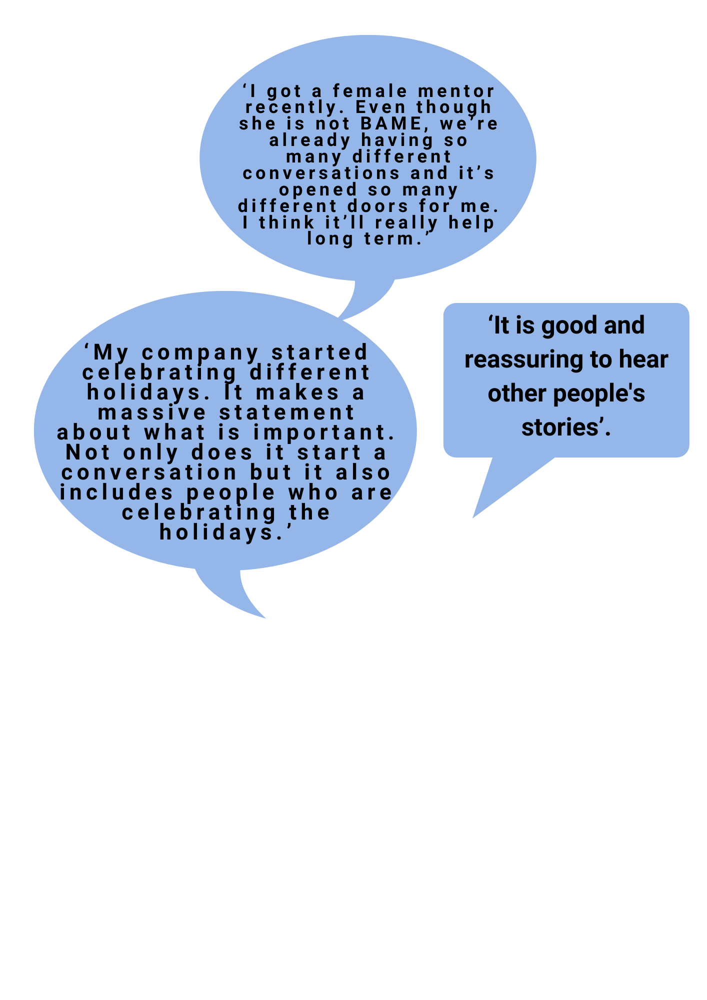 ‘I got a female mentor
recently. Even though
she is not BAME, we’re
already having so
many different
conversations and it’s
opened so many
different doors for me.
I think it’ll really help
long term.’
‘My company started
celebrating different
holidays. It makes a
massive statement
about what is important.
Not only does it start a
conversation but it also
includes people who are
celebrating the
holidays.’
‘It is good and
reassuring to hear
other people's
stories’.